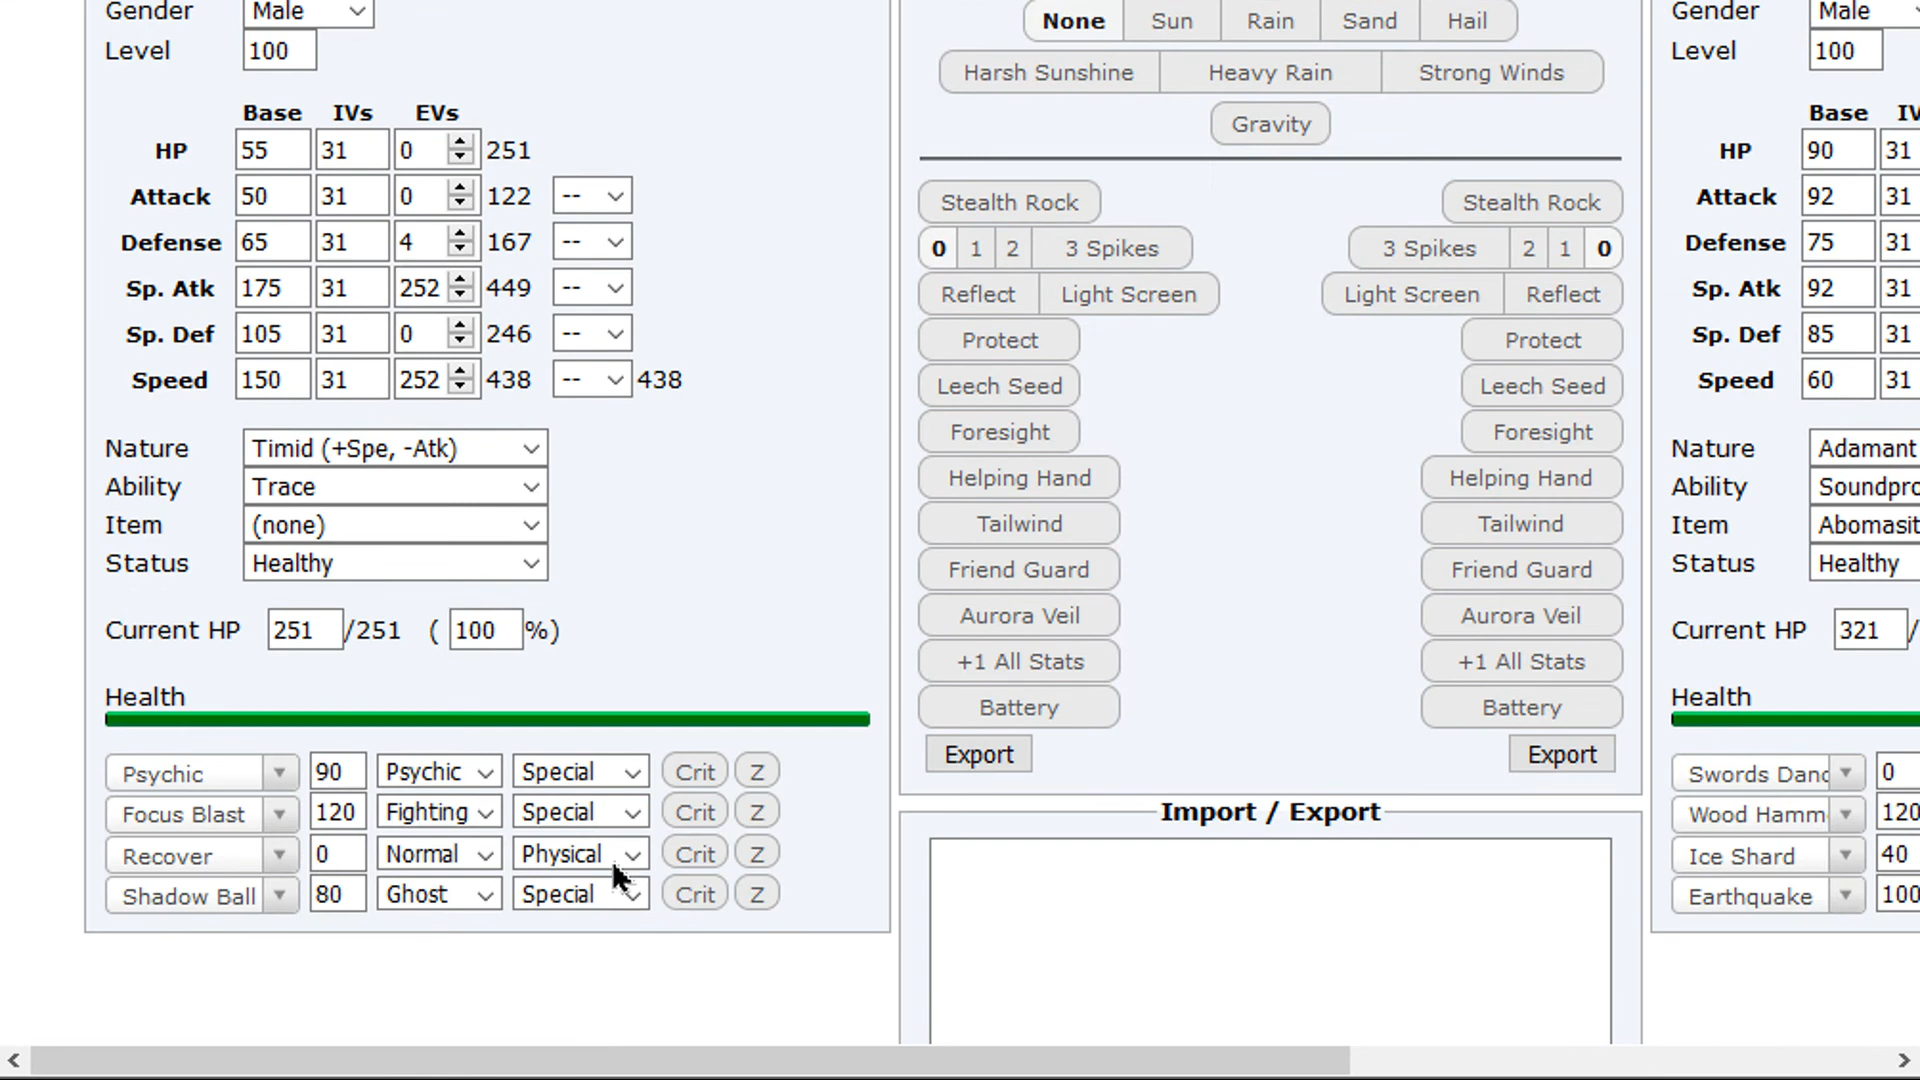 Gender Male
Level 100
Base IVs EVs
HP 55 31 0 251
Attack 50 31 0 122 --
Defense 65 31 4 167 --
Sp. Atk 175 31 252 449 --
Sp. Def 105 31 0 246 --
Speed 150 31 252 438 -- 438
Nature Timid (+Spe, -Atk)
Ability Trace
Item (none)
Status Healthy
Current HP 251 /251 ( 100 %)
Health
Psychic 90 Psychic Special Crit Z
Focus Blast 120 Fighting Special Crit Z
Recover 0 Normal Physical Crit Z
Shadow Ball 80 Ghost Special Crit Z
None Sun Rain Sand Hail
Harsh Sunshine Heavy Rain Strong Winds
Gravity
Stealth Rock Stealth Rock
0 1 2 3 Spikes 3 Spikes 2 1 0
Reflect Light Screen Light Screen Reflect
Protect Protect
Leech Seed Leech Seed
Foresight Foresight
Helping Hand Helping Hand
Tailwind Tailwind
Friend Guard Friend Guard
Aurora Veil Aurora Veil
+1 All Stats +1 All Stats
Battery Battery
Export Export
Import / Export
Gender Male
Level 100
Base IV
HP 90 31
Attack 92 31
Defense 75 31
Sp. Atk 92 31
Sp. Def 85 31
Speed 60 31
Nature Adamant
Ability Soundpro
Item Abomasit
Status Healthy
Current HP 321 /
Health
Swords Danc 0
Wood Hamm 120
Ice Shard 40
Earthquake 100